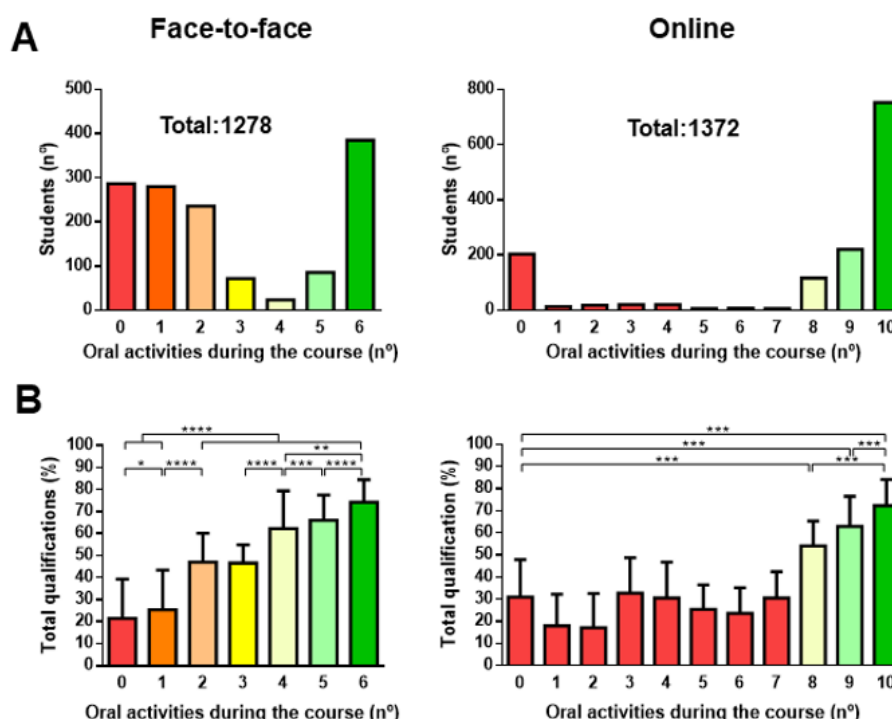 Face-to-face
Online
A
500
400
300
200
100
0
Students (nº)
Total:1278
0 1 2 3 4 5 6
Oral activities during the course (nº)
800
600
400
200
0
Students (nº)
Total:1372
0 1 2 3 4 5 6 7 8 9 10
Oral activities during the course (nº)
B
100
90
80
70
60
50
40
30
20
10
0
Total qualifications (%)
****
**
* **** **** *** ****
0 1 2 3 4 5 6
Oral activities during the course (nº)
100
90
80
70
60
50
40
30
20
10
0
Total qualification (%)
***
*** ***
*** ***
0 1 2 3 4 5 6 7 8 9 10
Oral activities during the course (nº)